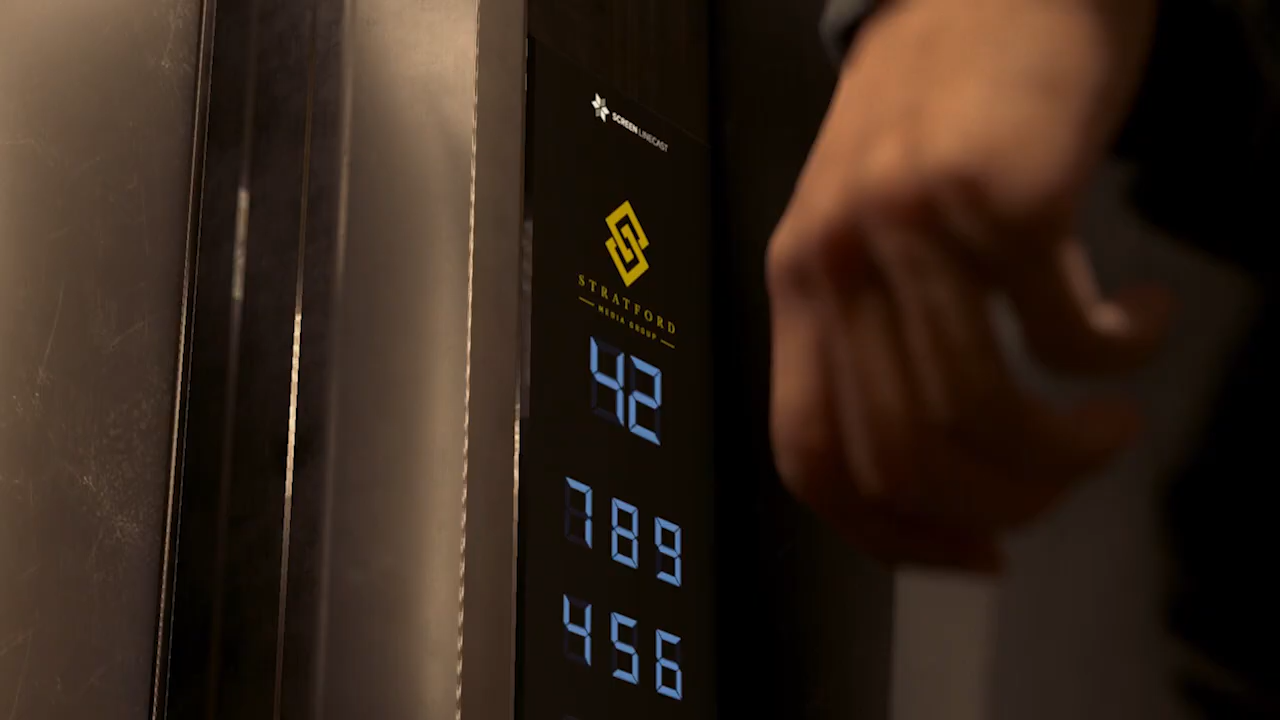 SCREEN LINECAST
STRATFORD
MEDIA GROUP
42
789
456